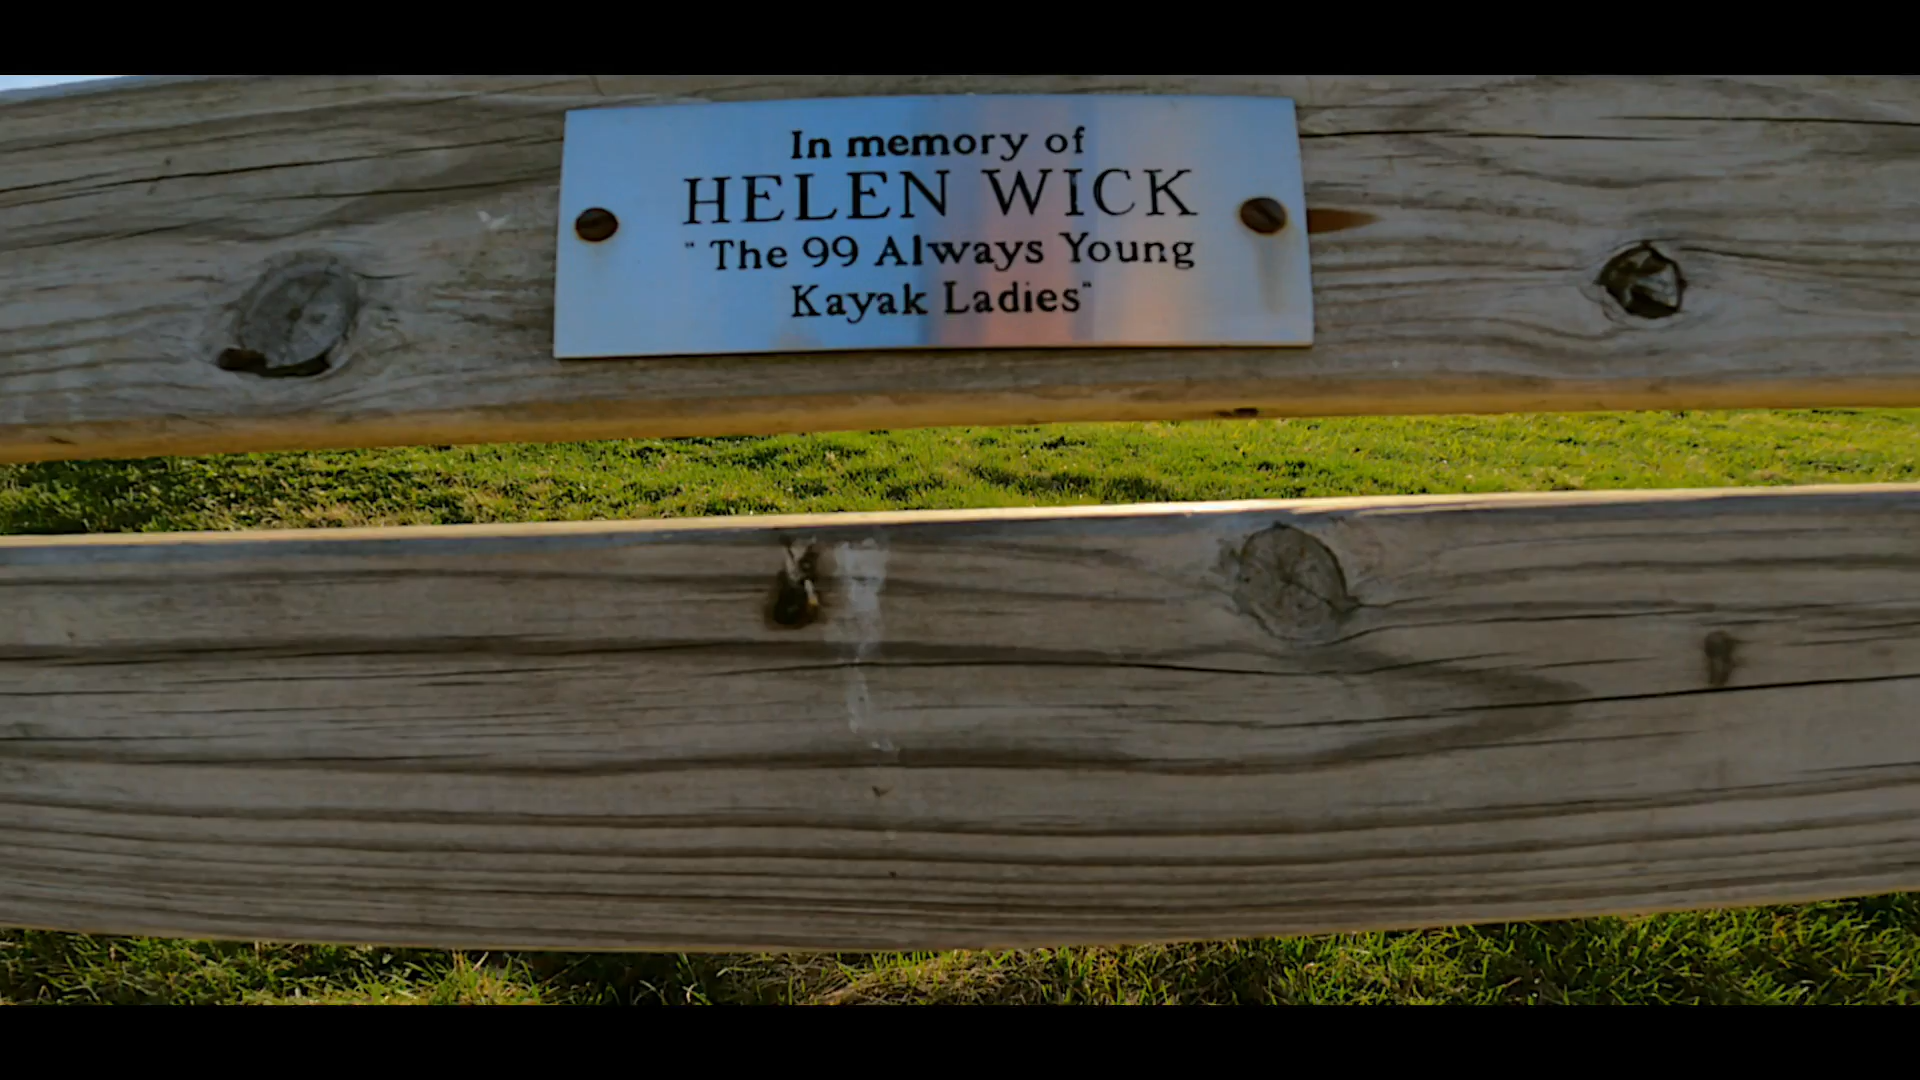 In memory of
HELEN WICK
"The 99 Always Young
Kayak Ladies"